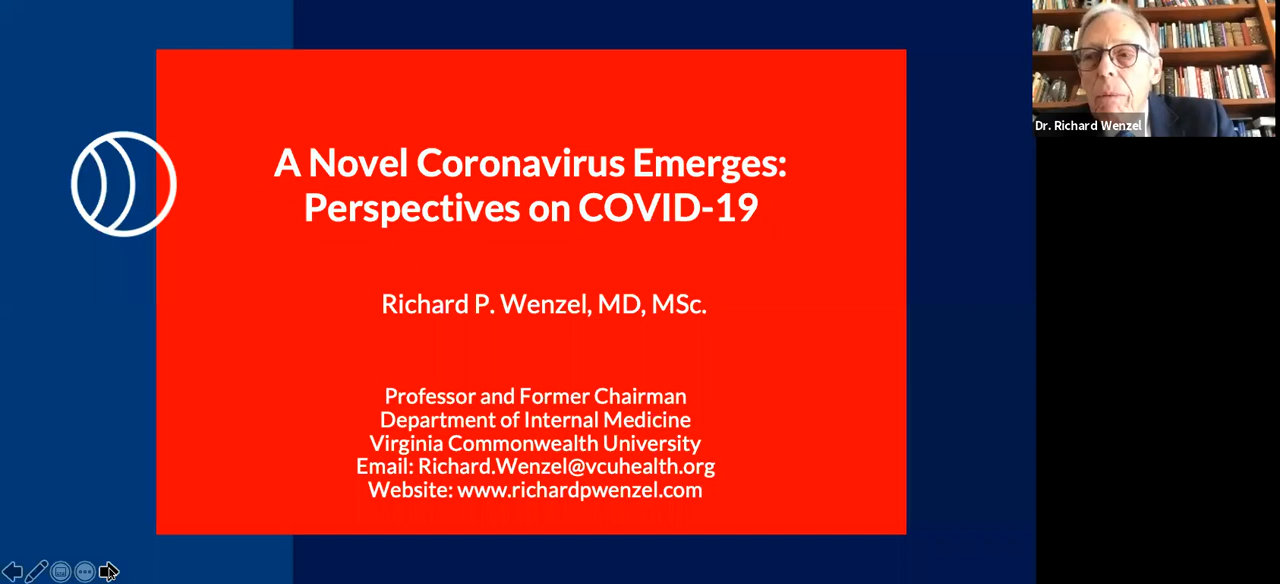 A Novel Coronavirus Emerges:
Perspectives on COVID-19
Richard P. Wenzel, MD, MSc.
Professor and Former Chairman
Department of Internal Medicine
Virginia Commonwealth University
Email: Richard.Wenzel@vcuhealth.org
Website: www.richardpwenzel.com
Dr. Richard Wenzel